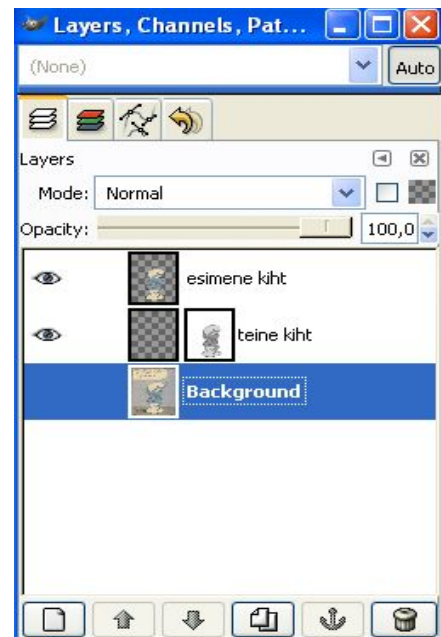 Layers, Channels, Pat...
(None)
Auto
Layers
Mode: Normal
Opacity: 100,0
esimene kiht
teine kiht
Background